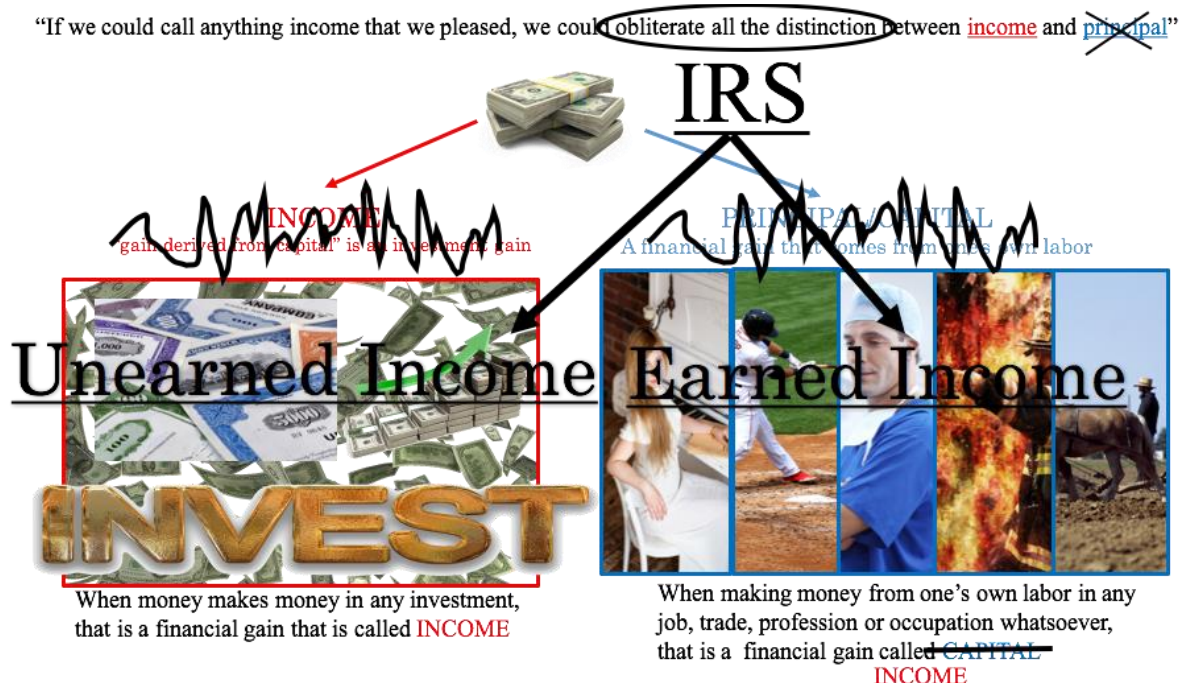 “If we could call anything income that we pleased, we could obliterate all the distinction between income and principal”
IRS
INCOME
“gain derived from capital” is an investment gain
PRINCIPAL/CAPITAL
A financial gain that comes from one’s own labor
COMPANY
100
5000
100
Unearned Income
Earned Income
INVEST
When money makes money in any investment,
that is a financial gain that is called INCOME
When making money from one’s own labor in any
job, trade, profession or occupation whatsoever,
that is a financial gain called CAPITAL
INCOME